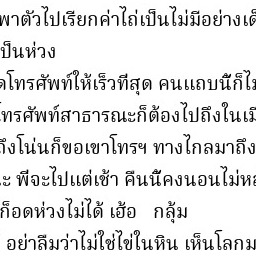 พาตัวไปเรียกค่าไถ่เป็นไม่มีอย่างเด็
ป็นห่วง
ดโทรศัพท์ให้เร็วที่สุด คนแถบนี้ก็ไม
โทรศัพท์สาธารณะก็ต้องไปถึงในเมื
ถึงโน่นก็ขอเขาโทรฯ ทางไกลมาถึง
ะ พี่จะไปแต่เช้า คืนนี้คงนอนไม่หล
ก็อดห่วงไม่ได้ เฮ้อ กลุ้ม
อย่าลืมว่าไม่ใช่ไข่ในหิน เห็นโลกม